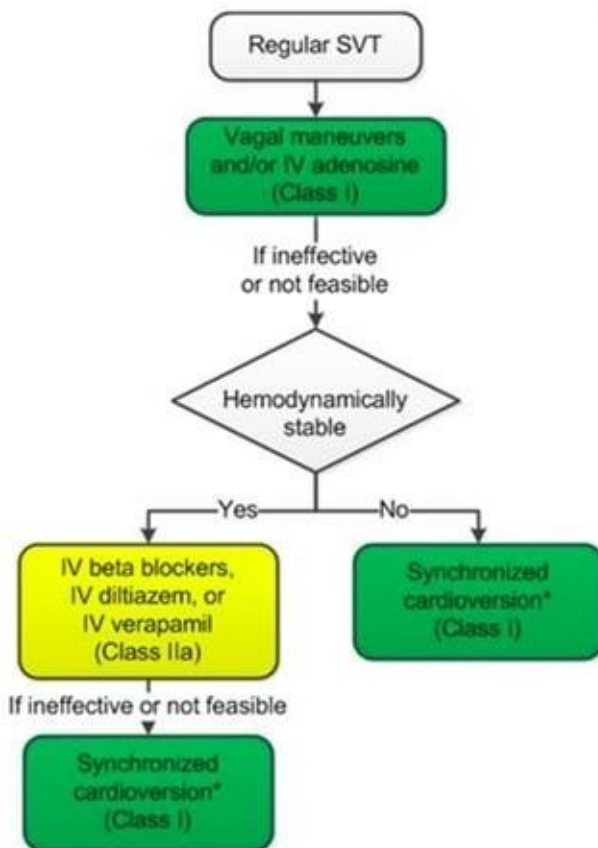 Regular SVT
Vagal maneuvers
and/or IV adenosine
(Class I)
If ineffective
or not feasible
Hemodynamically
stable
Yes
No
IV beta blockers,
IV diltiazem, or
IV verapamil
(Class IIa)
Synchronized
cardioversion*
(Class I)
If ineffective or not feasible
Synchronized
cardioversion*
(Class I)